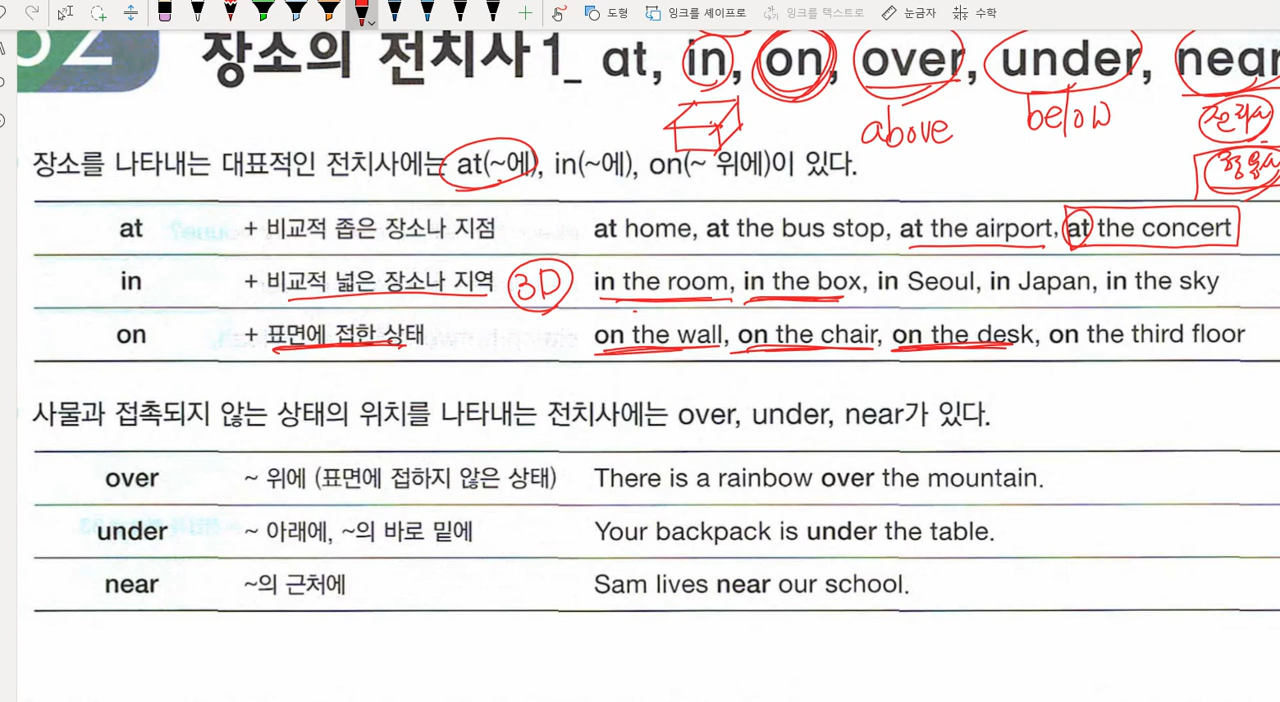 도형 잉크를 셰이프로 잉크를 텍스트로 눈금자 수학
장소의 전치사 1_ at, in, on, over, under, near
above below 전치사
형용사
장소를 나타내는 대표적인 전치사에는 at(~에), in(~에), on(~ 위에)이 있다.
at + 비교적 좁은 장소나 지점 at home, at the bus stop, at the airport, at the concert
in + 비교적 넓은 장소나 지역 3D in the room, in the box, in Seoul, in Japan, in the sky
on + 표면에 접한 상태 on the wall, on the chair, on the desk, on the third floor
사물과 접촉되지 않는 상태의 위치를 나타내는 전치사에는 over, under, near가 있다.
over ~ 위에 (표면에 접하지 않은 상태) There is a rainbow over the mountain.
under ~ 아래에, ~의 바로 밑에 Your backpack is under the table.
near ~의 근처에 Sam lives near our school.